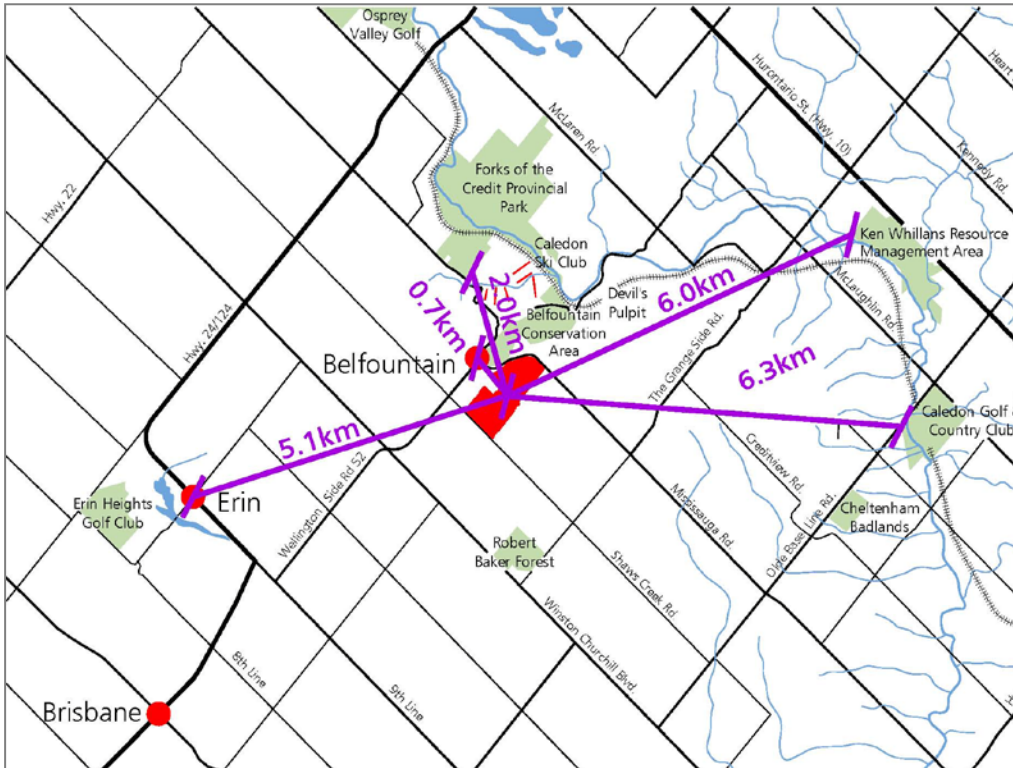 Osprey
Valley Golf
Hurontario St. (Hwy. 10)
McLaren Rd.
Kennedy Rd.
Forks of the
Credit Provincial
Park
Hwy. 22
Ken Whillans Resource
Management Area
Caledon
Ski Club
McLaughlin Rd.
2.0km
0.7km
6.0km
Devil's
Pulpit
Belfountain
Conservation
Area
Hwy. 24/124
The Grange Side Rd.
Belfountain
6.3km
Caledon Golf
Country Club
5.1km
Creditview Rd.
Wellington Side Rd 52
Erin
Erin Heights
Golf Club
Mississauga Rd.
Olde Base Line Rd.
Cheltenham
Badlands
Robert
Baker Forest
Shaws Creek Rd
Winston Churchill Blvd.
8th Line
9th Line
Brisbane